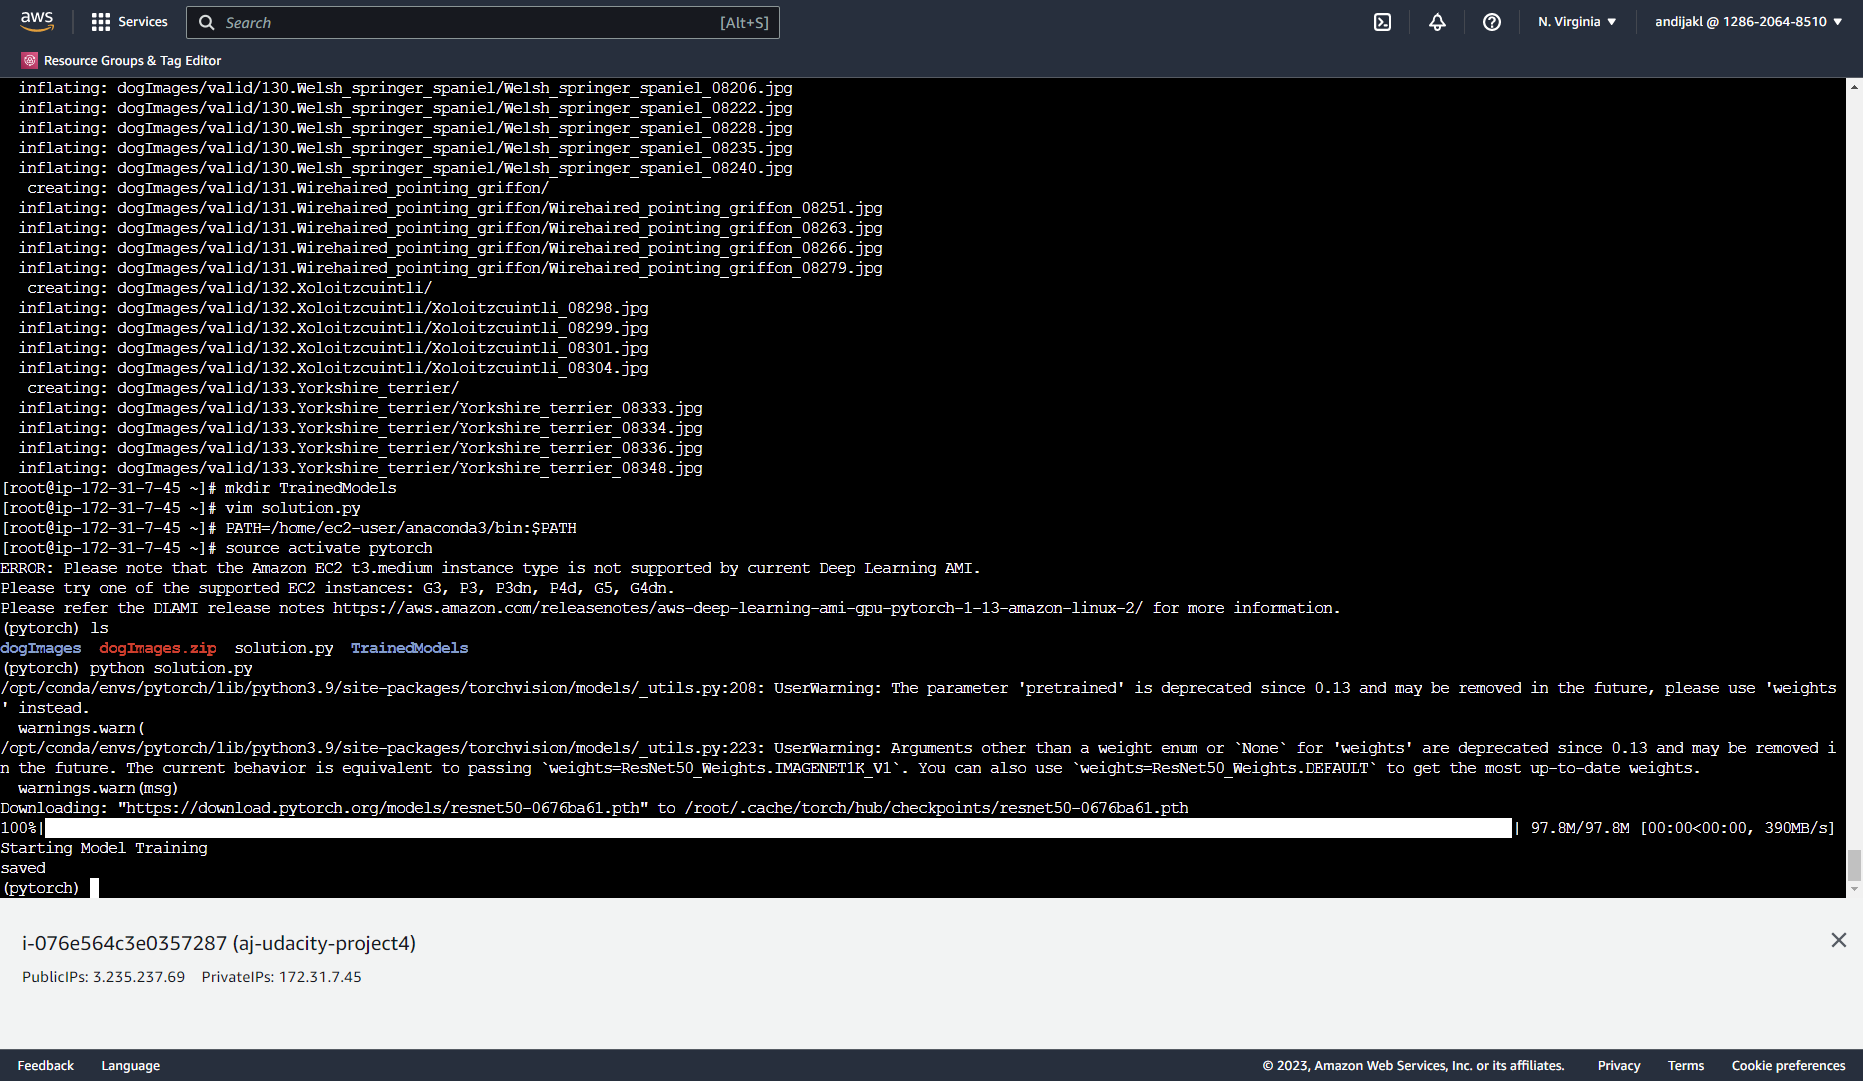 aws
Services
Search
[Alt+S]
N. Virginia ▼
andijakl @ 1286-2064-8510 ▼
Resource Groups & Tag Editor
inflating: dogImages/valid/130.Welsh_springer_spaniel/Welsh_springer_spaniel_08206.jpg
inflating: dogImages/valid/130.Welsh_springer_spaniel/Welsh_springer_spaniel_08222.jpg
inflating: dogImages/valid/130.Welsh_springer_spaniel/Welsh_springer_spaniel_08228.jpg
inflating: dogImages/valid/130.Welsh_springer_spaniel/Welsh_springer_spaniel_08235.jpg
inflating: dogImages/valid/130.Welsh_springer_spaniel/Welsh_springer_spaniel_08240.jpg
creating: dogImages/valid/131.Wirehaired_pointing_griffon/
inflating: dogImages/valid/131.Wirehaired_pointing_griffon/Wirehaired_pointing_griffon_08251.jpg
inflating: dogImages/valid/131.Wirehaired_pointing_griffon/Wirehaired_pointing_griffon_08263.jpg
inflating: dogImages/valid/131.Wirehaired_pointing_griffon/Wirehaired_pointing_griffon_08266.jpg
inflating: dogImages/valid/131.Wirehaired_pointing_griffon/Wirehaired_pointing_griffon_08279.jpg
creating: dogImages/valid/132.Xoloitzcuintli/
inflating: dogImages/valid/132.Xoloitzcuintli/Xoloitzcuintli_08298.jpg
inflating: dogImages/valid/132.Xoloitzcuintli/Xoloitzcuintli_08299.jpg
inflating: dogImages/valid/132.Xoloitzcuintli/Xoloitzcuintli_08301.jpg
inflating: dogImages/valid/132.Xoloitzcuintli/Xoloitzcuintli_08304.jpg
creating: dogImages/valid/133.Yorkshire_terrier/
inflating: dogImages/valid/133.Yorkshire_terrier/Yorkshire_terrier_08333.jpg
inflating: dogImages/valid/133.Yorkshire_terrier/Yorkshire_terrier_08334.jpg
inflating: dogImages/valid/133.Yorkshire_terrier/Yorkshire_terrier_08336.jpg
inflating: dogImages/valid/133.Yorkshire_terrier/Yorkshire_terrier_08348.jpg
[root@ip-172-31-7-45 ~]# mkdir TrainedModels
[root@ip-172-31-7-45 ~]# vim solution.py
[root@ip-172-31-7-45 ~]# PATH=/home/ec2-user/anaconda3/bin:$PATH
[root@ip-172-31-7-45 ~]# source activate pytorch
ERROR: Please note that the Amazon EC2 t3.medium instance type is not supported by current Deep Learning AMI.
Please try one of the supported EC2 instances: G3, P3, P3dn, P4d, G5, G4dn.
Please refer the DLAMI release notes https://aws.amazon.com/releasenotes/aws-deep-learning-ami-gpu-pytorch-1-13-amazon-linux-2/ for more information.
(pytorch) ls
dogImages  dogImages.zip  solution.py  TrainedModels
(pytorch) python solution.py
/opt/conda/envs/pytorch/lib/python3.9/site-packages/torchvision/models/_utils.py:208: UserWarning: The parameter 'pretrained' is deprecated since 0.13 and may be removed in the future, please use 'weights
' instead.
warnings.warn(
/opt/conda/envs/pytorch/lib/python3.9/site-packages/torchvision/models/_utils.py:223: UserWarning: Arguments other than a weight enum or `None` for 'weights' are deprecated since 0.13 and may be removed i
n the future. The current behavior is equivalent to passing `weights=ResNet50_Weights.IMAGENET1K_V1`. You can also use `weights=ResNet50_Weights.DEFAULT` to get the most up-to-date weights.
warnings.warn(msg)
Downloading: "https://download.pytorch.org/models/resnet50-0676ba61.pth" to /root/.cache/torch/hub/checkpoints/resnet50-0676ba61.pth
100%| | 97.8M/97.8M [00:00<00:00, 390MB/s]
Starting Model Training
saved
(pytorch)
i-076e564c3e0357287 (aj-udacity-project4)
PublicIPs: 3.235.237.69 PrivateIPs: 172.31.7.45
Feedback
Language
© 2023, Amazon Web Services, Inc. or its affiliates.
Privacy
Terms
Cookie preferences